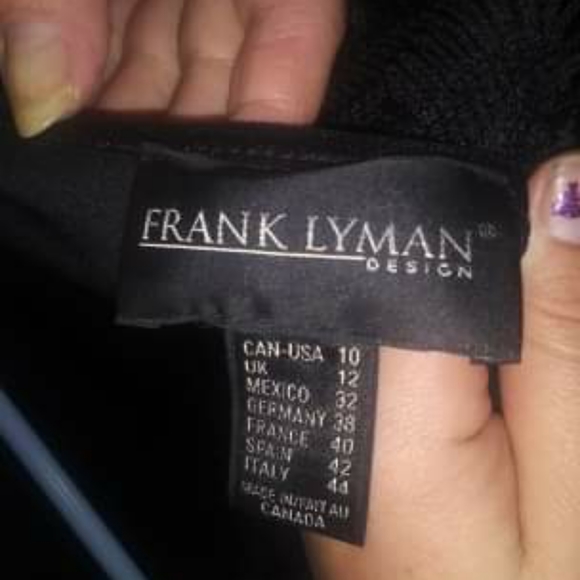 FRANK LYMAN
DESIGN
CAN-USA 10
UK 12
MEXICO 32
GERMANY 38
FRANCE 40
SPAIN 42
ITALY 44
MADE IN/FAIT AU
CANADA